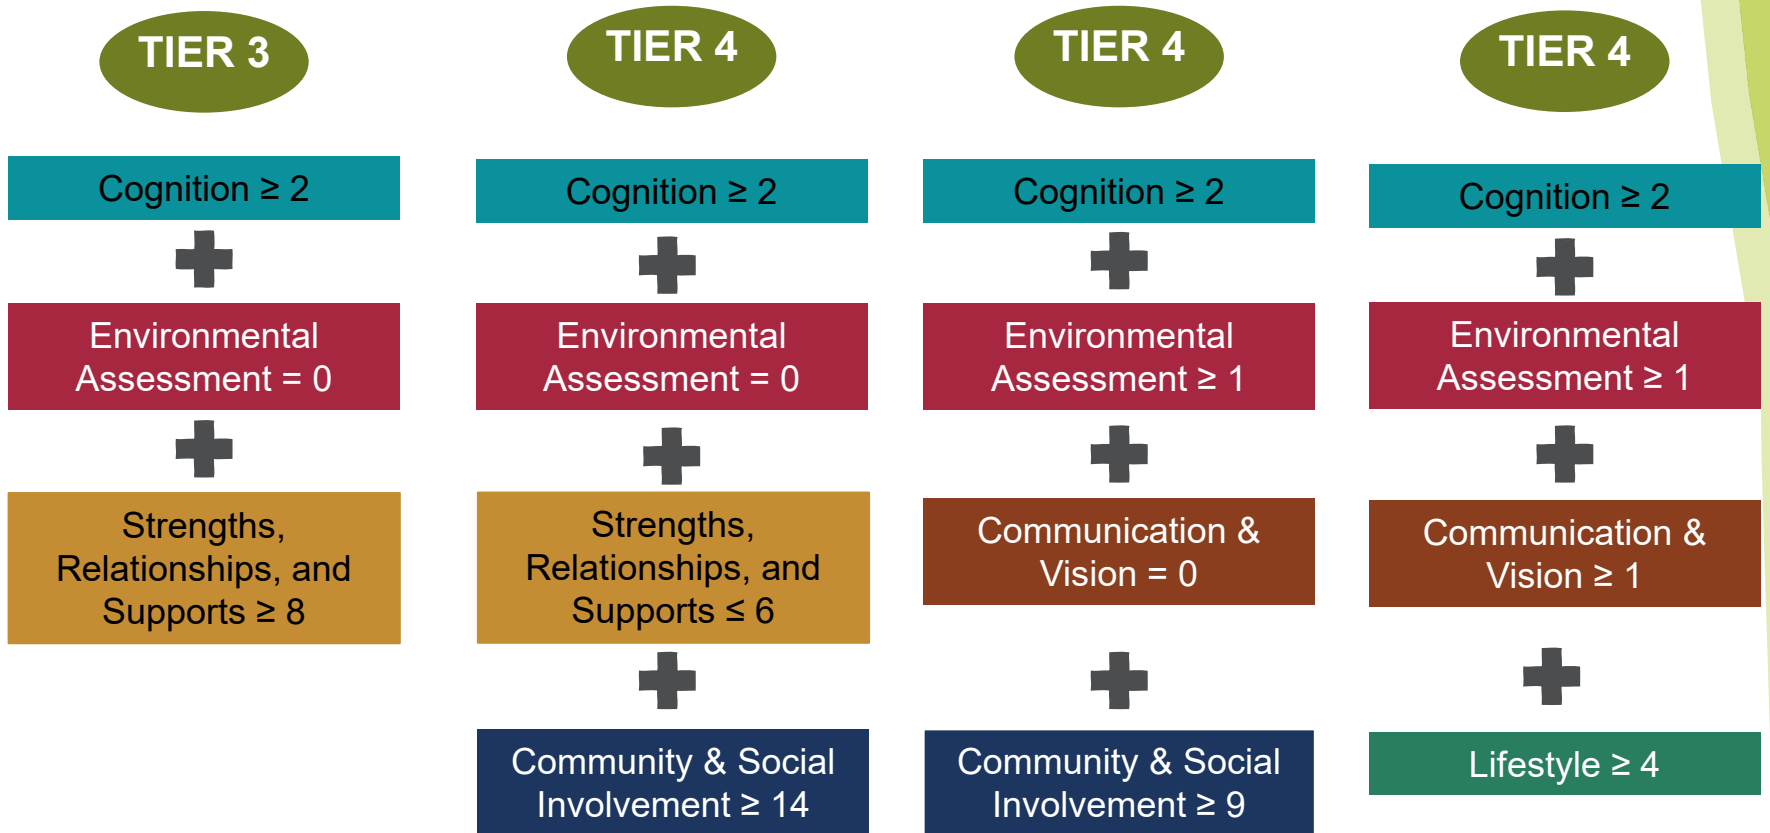 TIER 3
Cognition ≥ 2
Environmental
Assessment = 0
Strengths,
Relationships, and
Supports ≥ 8
TIER 4
Cognition ≥ 2
Environmental
Assessment = 0
Strengths,
Relationships, and
Supports ≤ 6
Community & Social
Involvement ≥ 14
TIER 4
Cognition ≥ 2
Environmental
Assessment ≥ 1
Communication &
Vision = 0
Community & Social
Involvement ≥ 9
TIER 4
Cognition ≥ 2
Environmental
Assessment ≥ 1
Communication &
Vision ≥ 1
Lifestyle ≥ 4